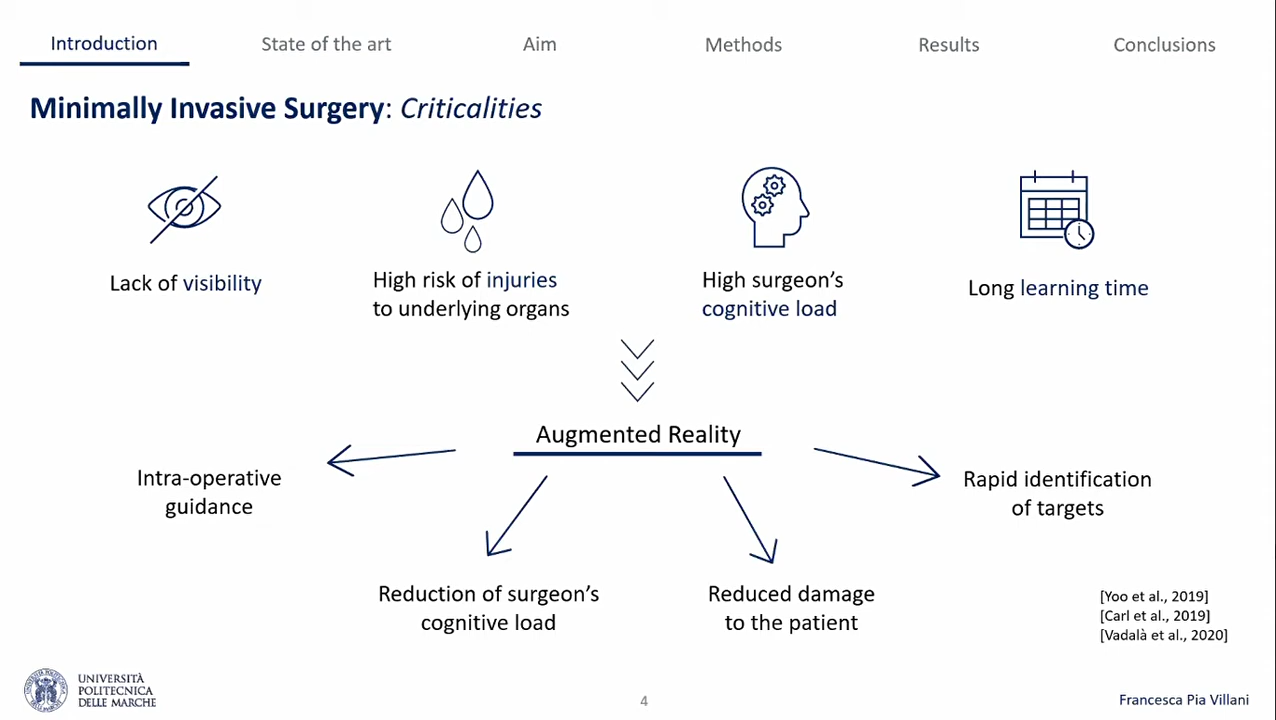 Introduction
State of the art
Aim
Methods
Results
Conclusions
Minimally Invasive Surgery: Criticalities
Lack of visibility
High risk of injuries
to underlying organs
High surgeon's
cognitive load
Long learning time
Augmented Reality
Intra-operative
guidance
Reduction of surgeon's
cognitive load
Reduced damage
to the patient
Rapid identification
of targets
[Yoo et al., 2019]
[Carl et al., 2019]
[Vadalà et al., 2020]
UNIVERSITÀ
POLITECNICA
DELLE MARCHE
4
Francesca Pia Villani